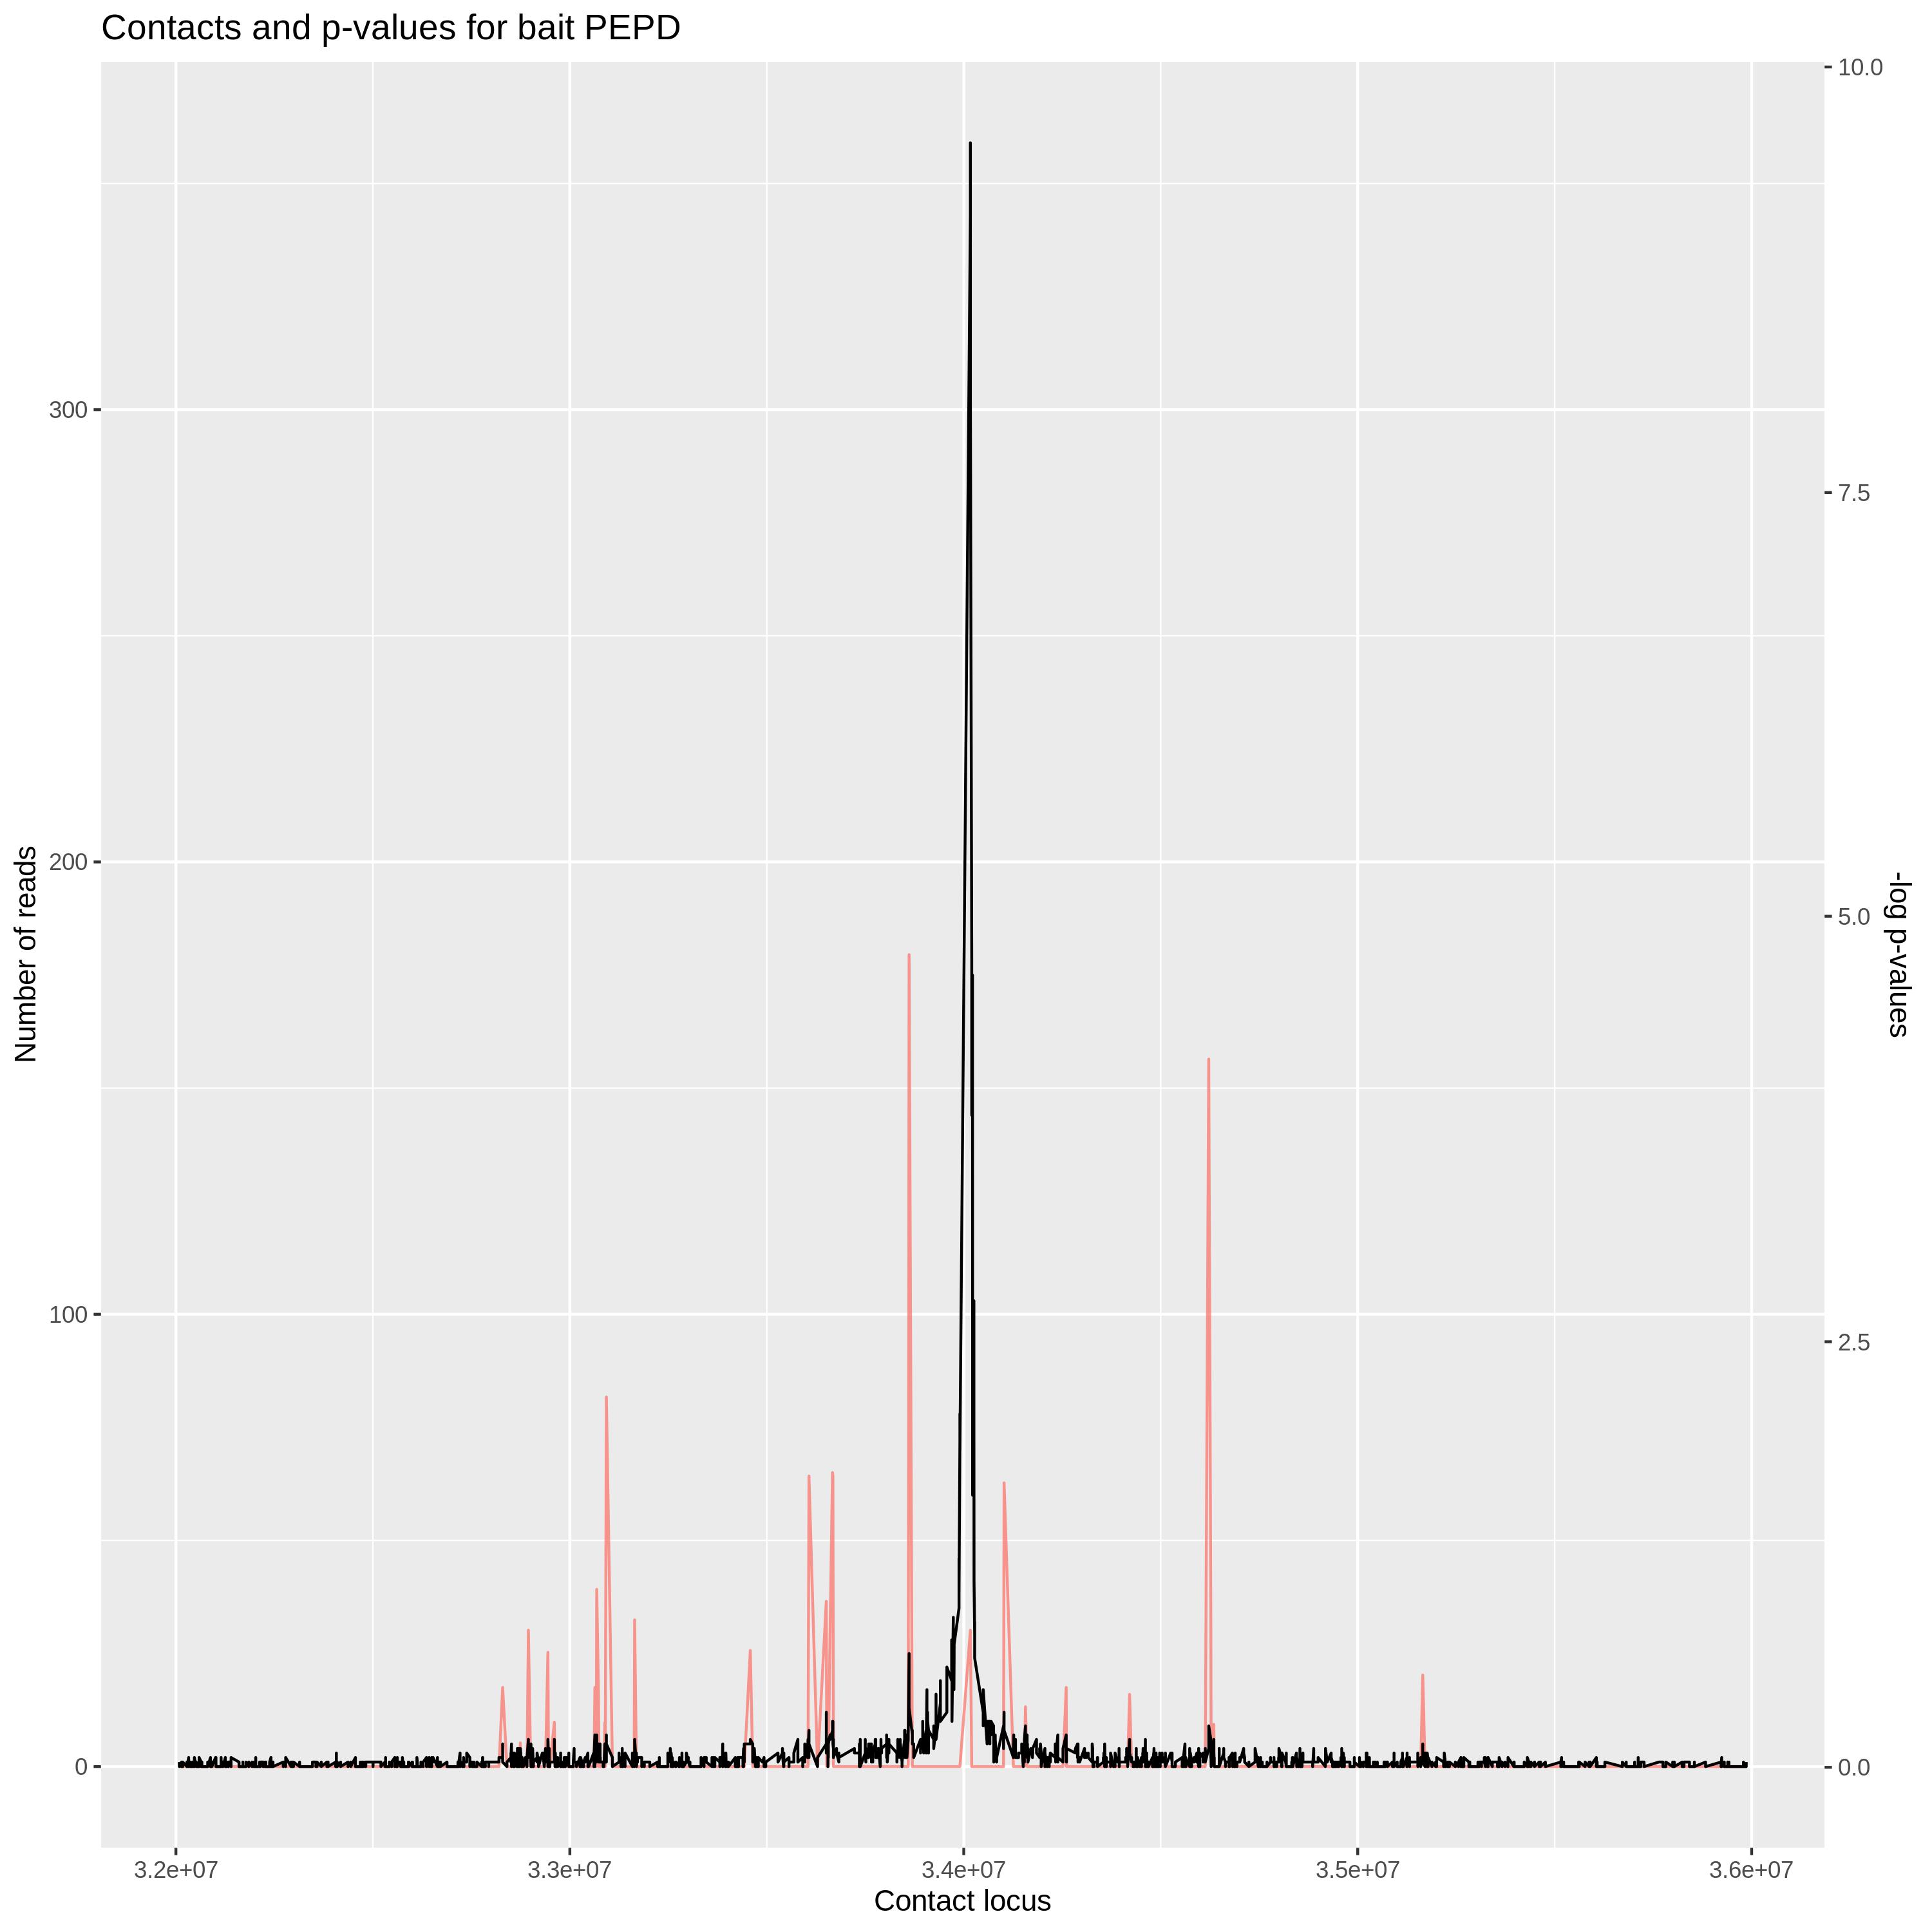 Contacts and p-values for bait PEPD
10.0
7.5
5.0
2.5
0.0
300
200
100
0
Number of reads
-log p-values
3.2e+07 3.3e+07 3.4e+07 3.5e+07 3.6e+07
Contact locus